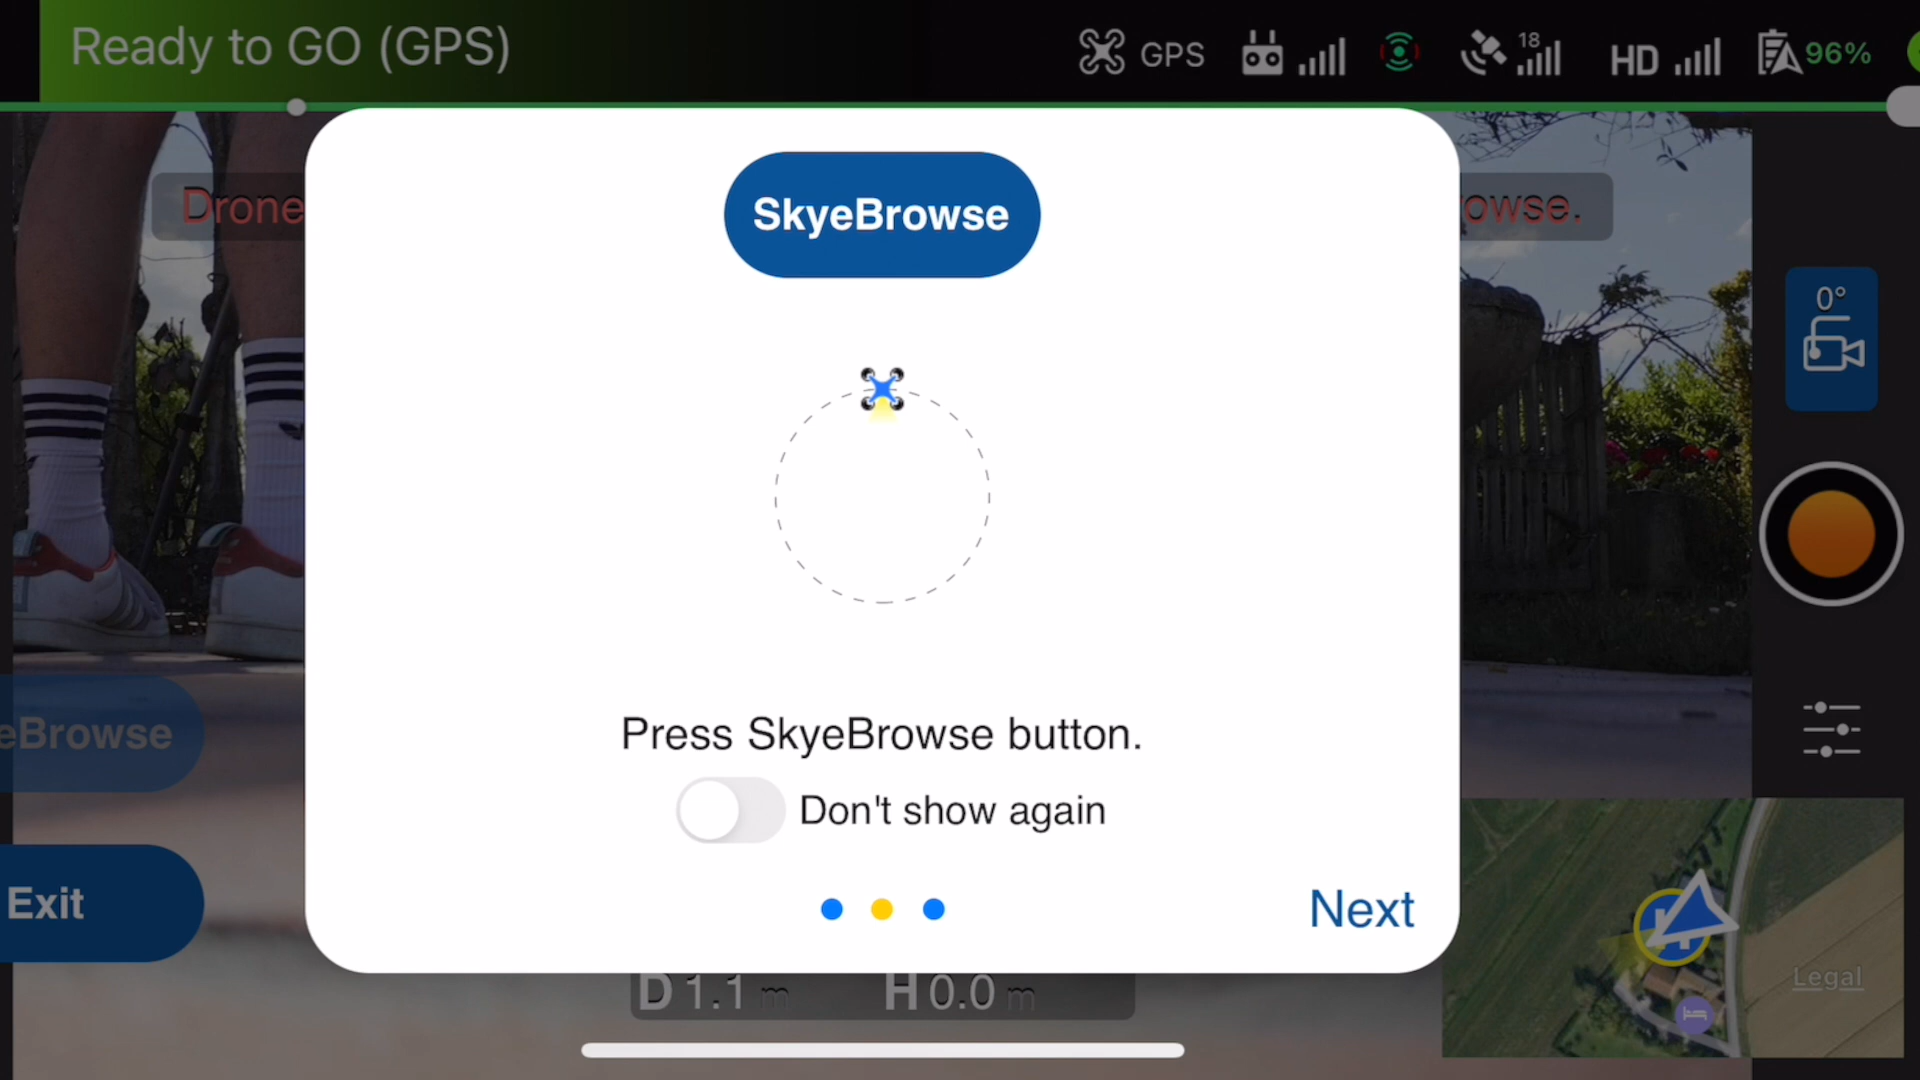 Ready to GO (GPS)
GPS
18
HD
96%
Drone
owse.
SkyeBrowse
0°
Press SkyeBrowse button.
Don't show again
eBrowse
Exit
Next
D 1.1 m H 0.0 m
H
Legal